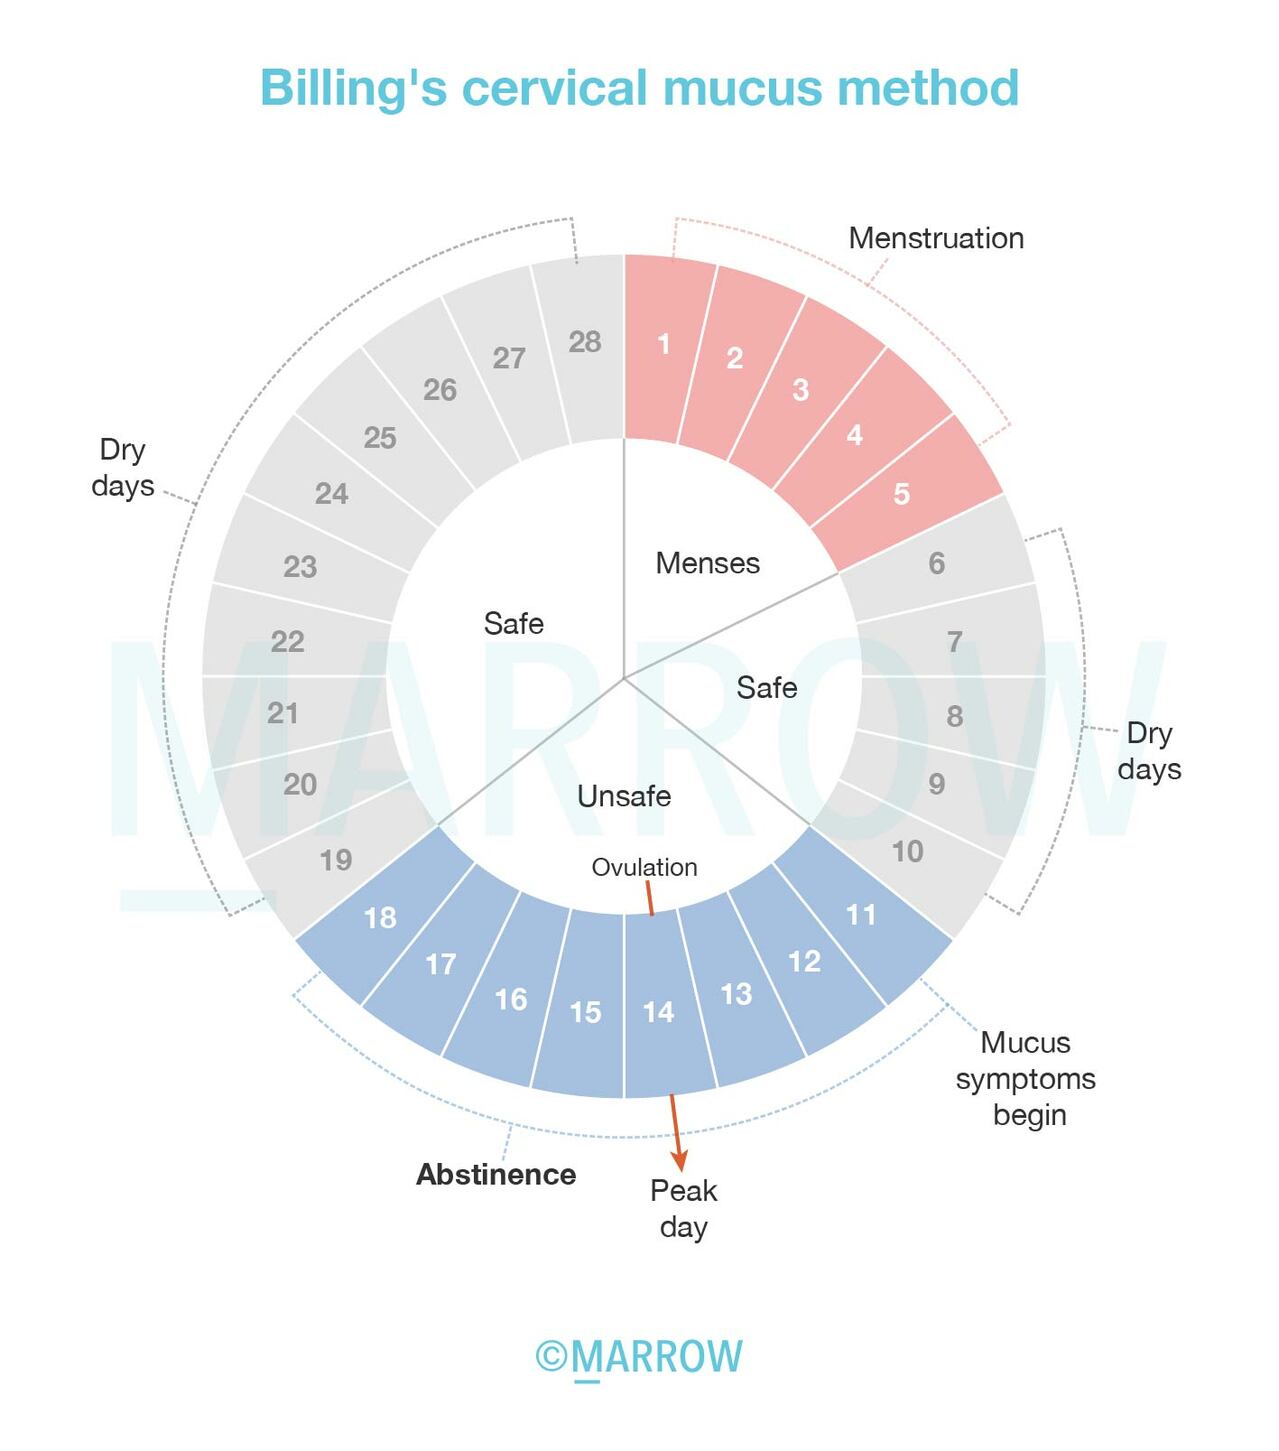 Billing's cervical mucus method
Menstruation
1
2
3
4
5
6
7
8
9
10
11
12
13
14
15
16
17
18
19
20
21
22
23
24
25
26
27
28
Menses
Safe
Safe
Unsafe
Ovulation
Dry
days
Dry
days
Mucus
symptoms
begin
Abstinence
Peak
day
MARROW
©MARROW